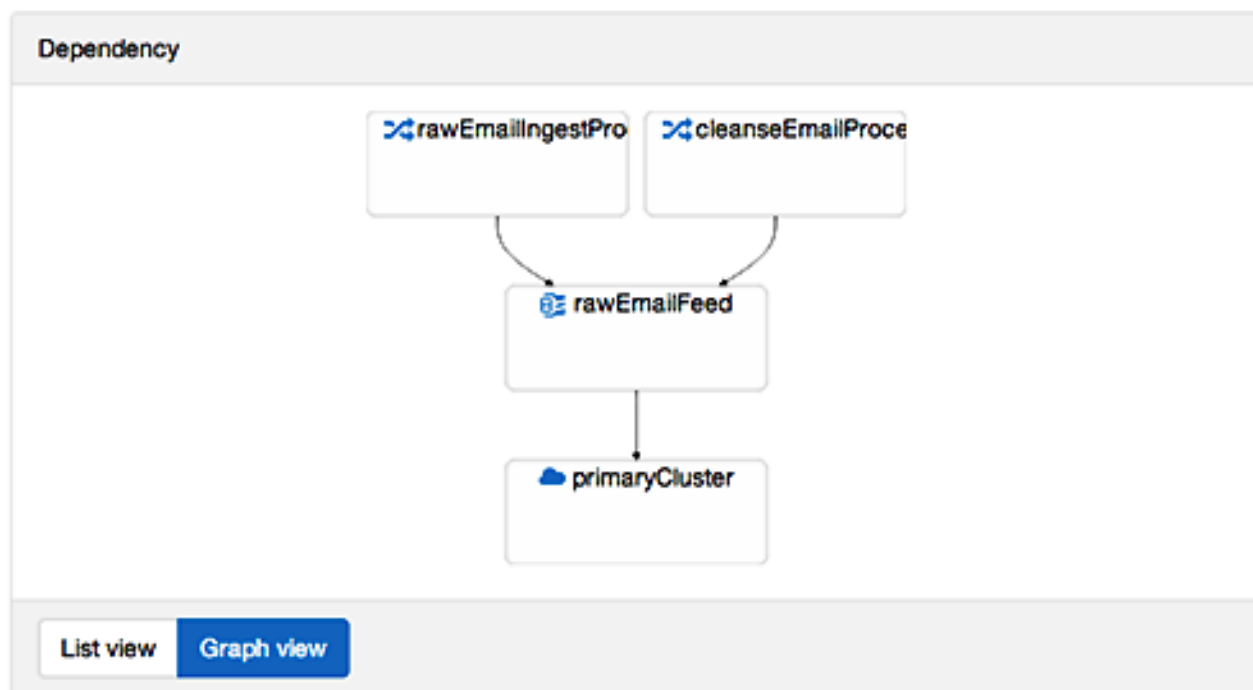 Dependency
rawEmailIngestPro
cleanseEmailProce
rawEmailFeed
primaryCluster
List view
Graph view